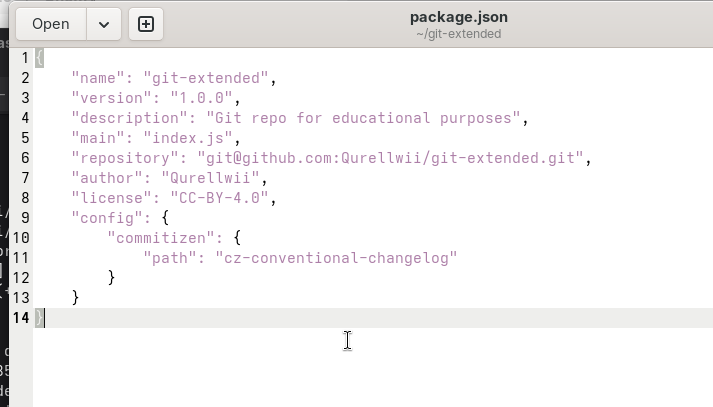 Open
package.json
~/git-extended
1 {
2     "name": "git-extended",
3     "version": "1.0.0",
4     "description": "Git repo for educational purposes",
5     "main": "index.js",
6     "repository": "git@github.com:Qurellwii/git-extended.git",
7     "author": "Qurellwii",
8     "license": "CC-BY-4.0",
9     "config": {
10         "commitizen": {
11             "path": "cz-conventional-changelog"
12         }
13     }
14 }